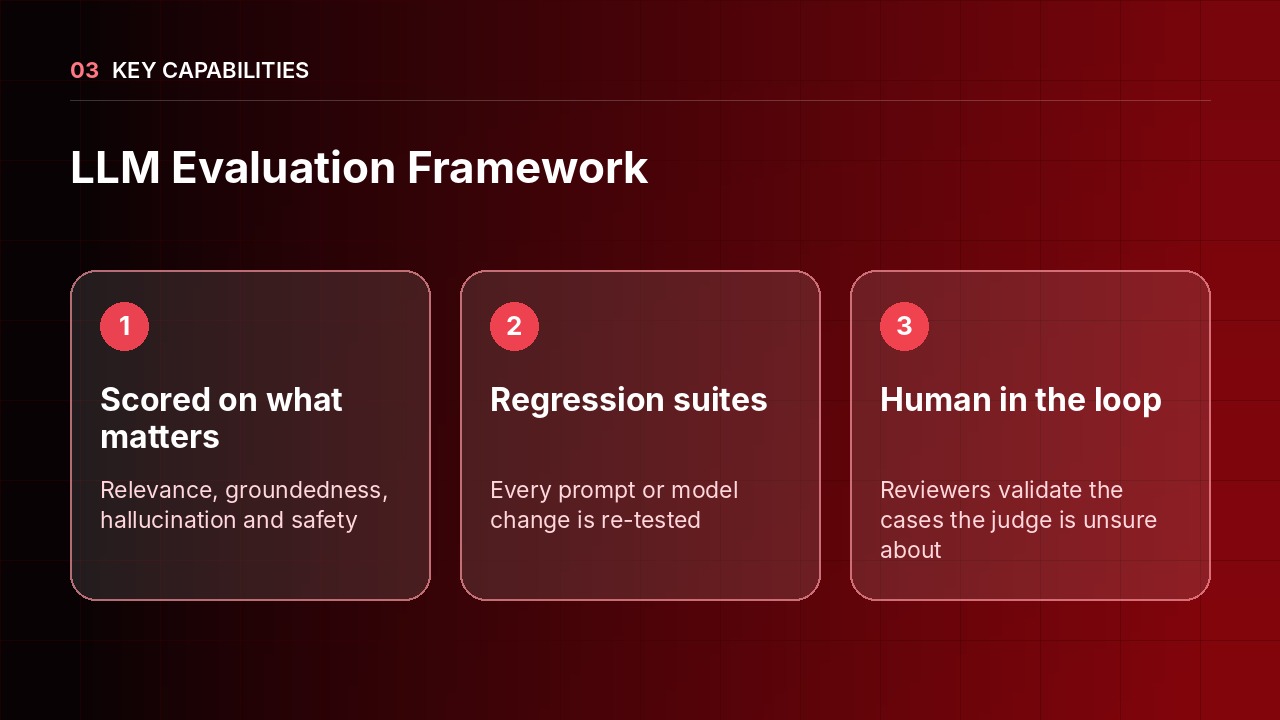 03 KEY CAPABILITIES
LLM Evaluation Framework
1
Scored on what
matters
Relevance, groundedness,
hallucination and safety
2
Regression suites
Every prompt or model
change is re-tested
3
Human in the loop
Reviewers validate the
cases the judge is unsure
about